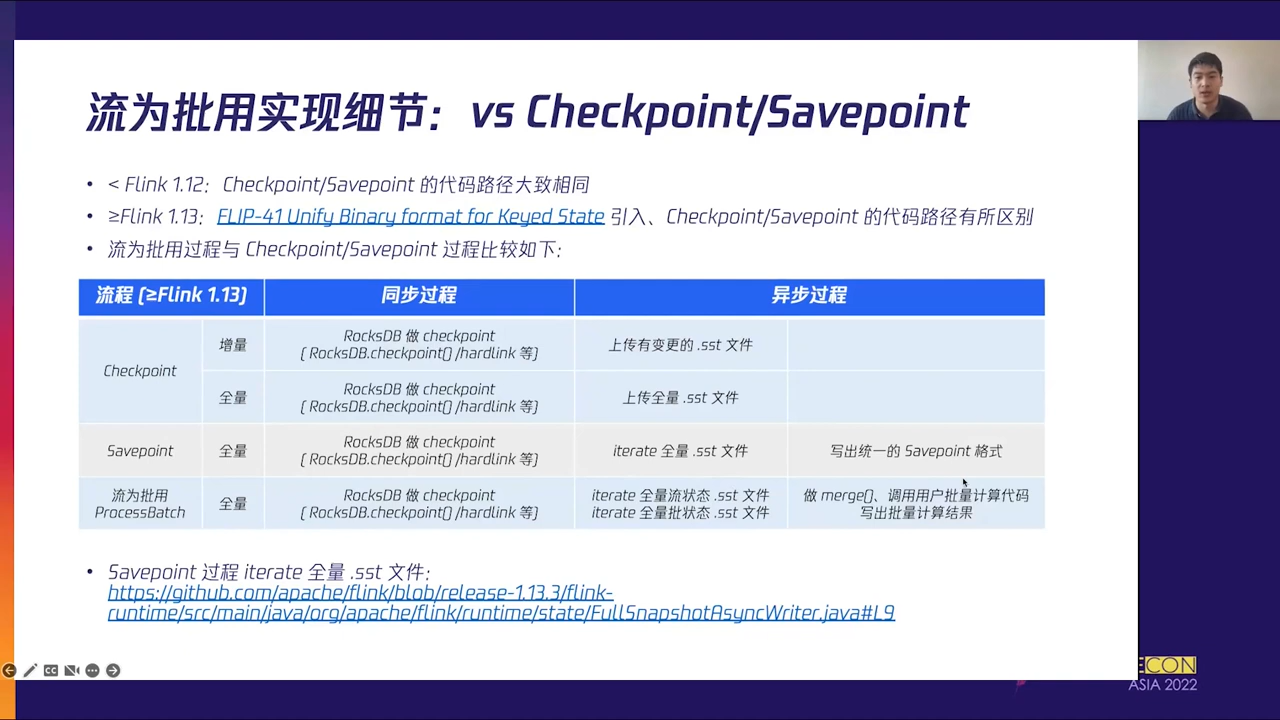 流为批用实现细节：vs Checkpoint/Savepoint
• < Flink 1.12：Checkpoint/Savepoint 的代码路径大致相同
• ≥Flink 1.13：FLIP-41 Unify Binary format for Keyed State 引入、Checkpoint/Savepoint 的代码路径有所区别
• 流为批用过程与 Checkpoint/Savepoint 过程比较如下：
流程 (≥Flink 1.13) 同步过程 异步过程
Checkpoint
增量
RocksDB 做 checkpoint
( RocksDB.checkpoint() /hardlink 等)
上传有变更的 .sst 文件
全量
RocksDB 做 checkpoint
( RocksDB.checkpoint() /hardlink 等)
上传全量 .sst 文件
Savepoint
全量
RocksDB 做 checkpoint
( RocksDB.checkpoint() /hardlink 等)
iterate 全量 .sst 文件
写出统一的 Savepoint 格式
流为批用
ProcessBatch
全量
RocksDB 做 checkpoint
( RocksDB.checkpoint() /hardlink 等)
iterate 全量流状态 .sst 文件
iterate 全量批状态 .sst 文件
做 merge()、调用用户批量计算代码
写出批量计算结果
• Savepoint 过程 iterate 全量 .sst 文件：
https://github.com/apache/flink/blob/release-1.13.3/flink-
runtime/src/main/java/org/apache/flink/runtime/state/FullSnapshotAsyncWriter.java#L9
CC
ECON
ASIA 2022